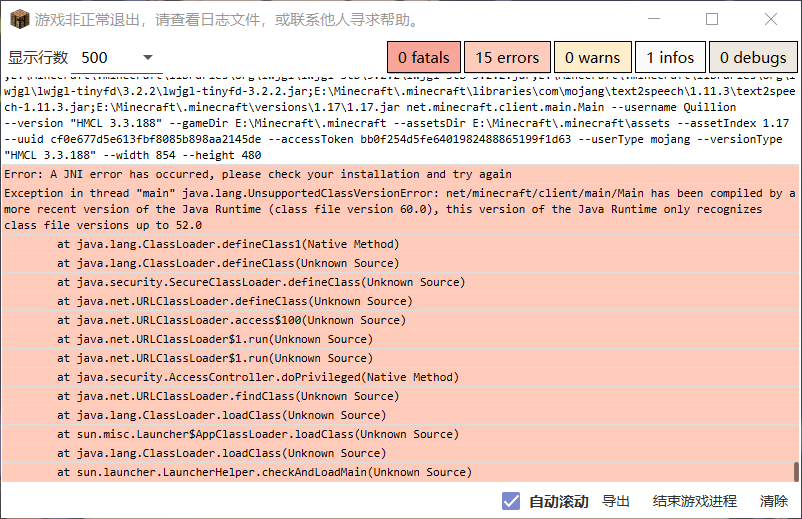 游戏非正常退出，请查看日志文件，或联系他人寻求帮助。
显示行数 500 0 fatals 15 errors 0 warns 1 infos 0 debugs
wjgl\lwjgl-tinyfd\3.2.2\lwjgl-tinyfd-3.2.2.jar;E:\Minecraft\.minecraft\libraries\com\mojang\text2speech\1.11.3\text2spee
ch-1.11.3.jar;E:\Minecraft\.minecraft\versions\1.17\1.17.jar net.minecraft.client.main.Main --username Quillion
--version "HMCL 3.3.188" --gameDir E:\Minecraft\.minecraft --assetsDir E:\Minecraft\.minecraft\assets --assetIndex 1.17
--uuid cf0e677d5e613fbf8085b898aa2145de --accessToken bb0f254d5fe6401982488865199f1d63 --userType mojang --versionType
"HMCL 3.3.188" --width 854 --height 480
Error: A JNI error has occurred, please check your installation and try again
Exception in thread "main" java.lang.UnsupportedClassVersionError: net/minecraft/client/main/Main has been compiled by a
more recent version of the Java Runtime (class file version 60.0), this version of the Java Runtime only recognizes
class file versions up to 52.0
at java.lang.ClassLoader.defineClass1(Native Method)
at java.lang.ClassLoader.defineClass(Unknown Source)
at java.security.SecureClassLoader.defineClass(Unknown Source)
at java.net.URLClassLoader.defineClass(Unknown Source)
at java.net.URLClassLoader.access$100(Unknown Source)
at java.net.URLClassLoader$1.run(Unknown Source)
at java.net.URLClassLoader$1.run(Unknown Source)
at java.security.AccessController.doPrivileged(Native Method)
at java.net.URLClassLoader.findClass(Unknown Source)
at java.lang.ClassLoader.loadClass(Unknown Source)
at sun.misc.Launcher$AppClassLoader.loadClass(Unknown Source)
at java.lang.ClassLoader.loadClass(Unknown Source)
at sun.launcher.LauncherHelper.checkAndLoadMain(Unknown Source)
自动滚动 导出 结束游戏进程 清除